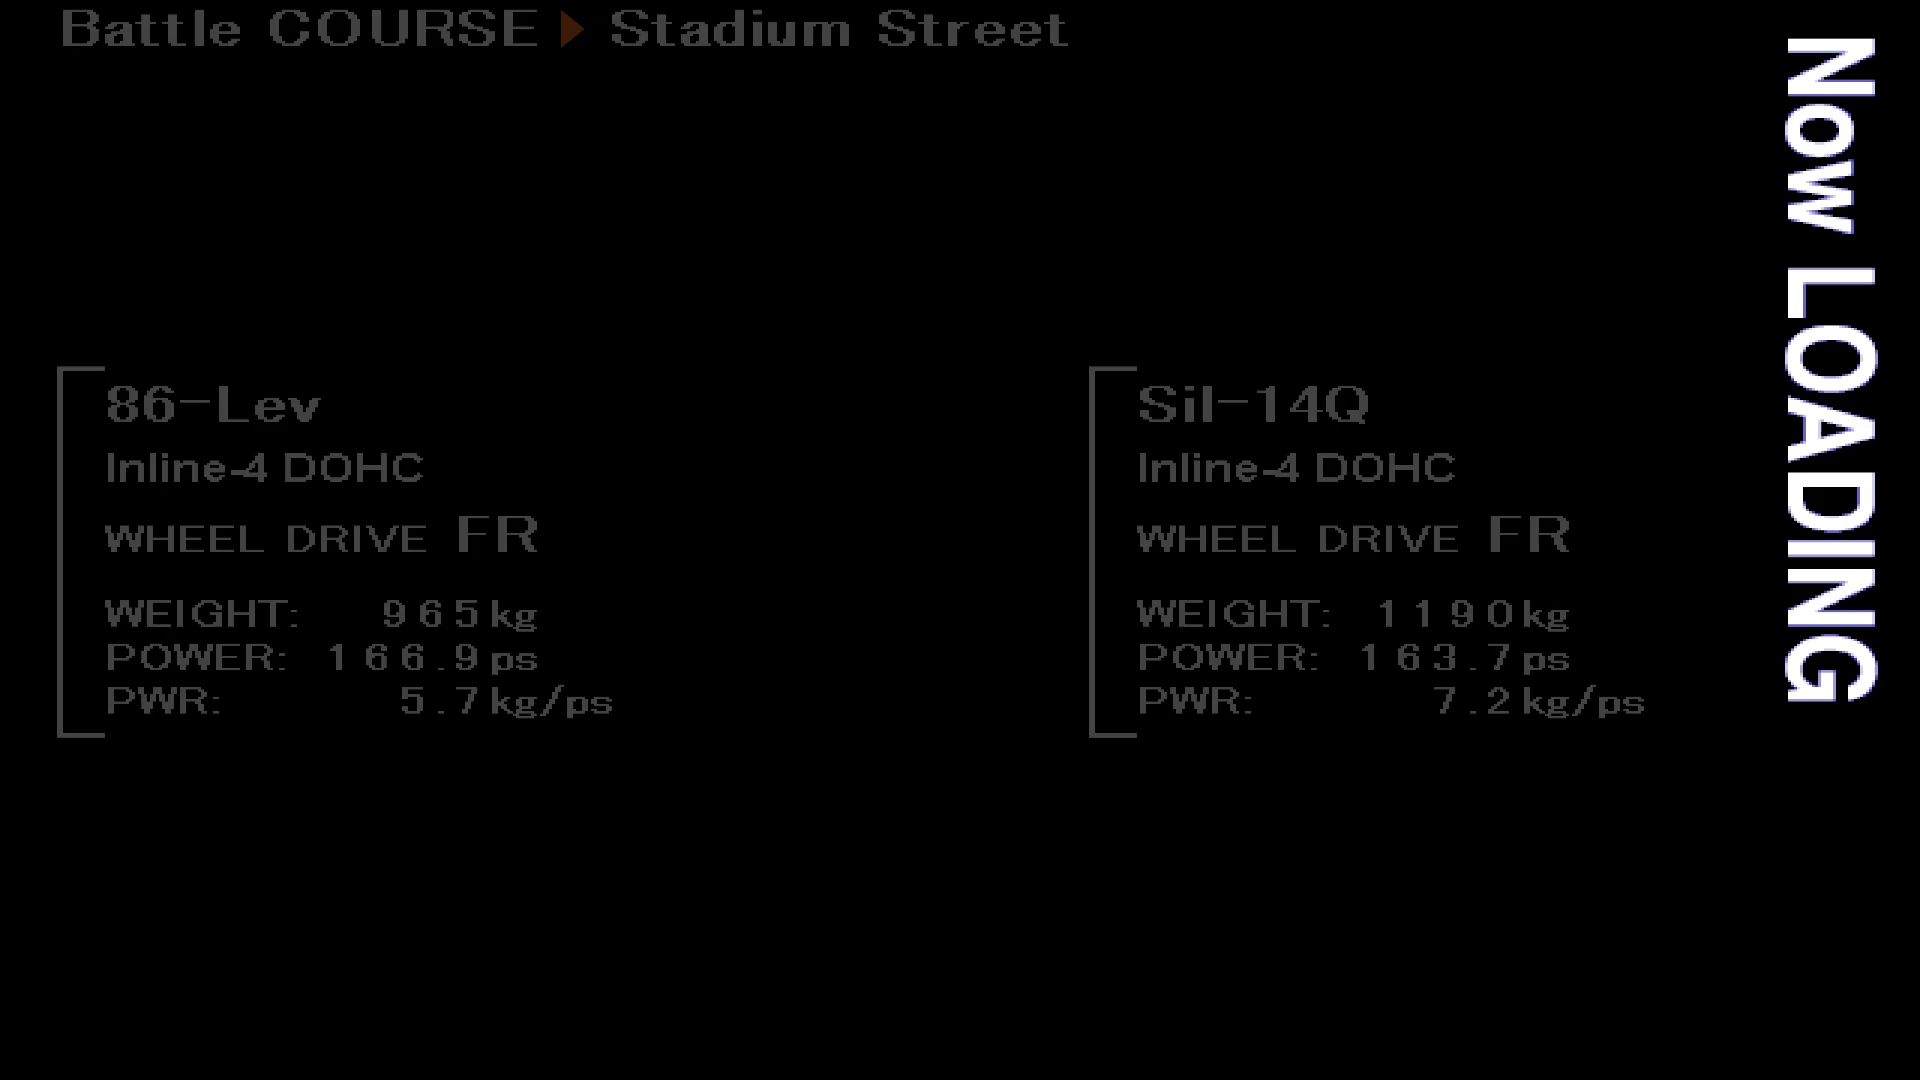 Battle COURSE ▶ Stadium Street
86-Lev
Inline-4 DOHC
WHEEL DRIVE FR
WEIGHT: 965kg
POWER: 166.9ps
PWR: 5.7kg/ps
Sil-14Q
Inline-4 DOHC
WHEEL DRIVE FR
WEIGHT: 1190kg
POWER: 163.7ps
PWR: 7.2kg/ps
Now LOADING